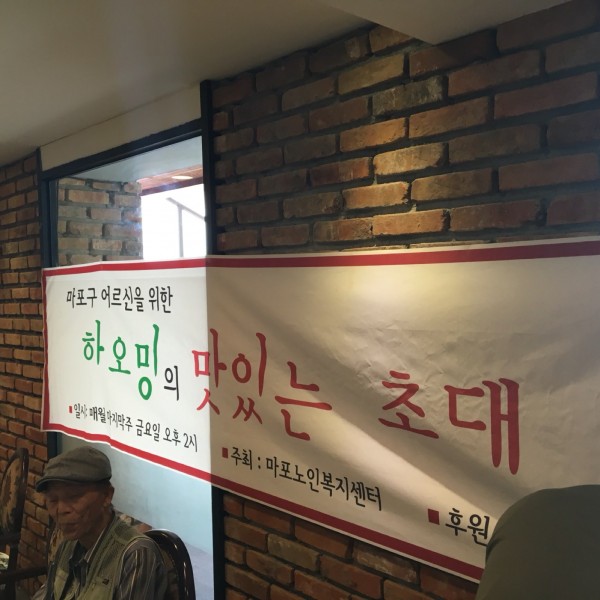 마포구 어르신을 위한
하오밍의 맛있는 초대
■일시: 매월 마지막주 금요일 오후 2시
■주최 : 마포노인복지센터
■후원